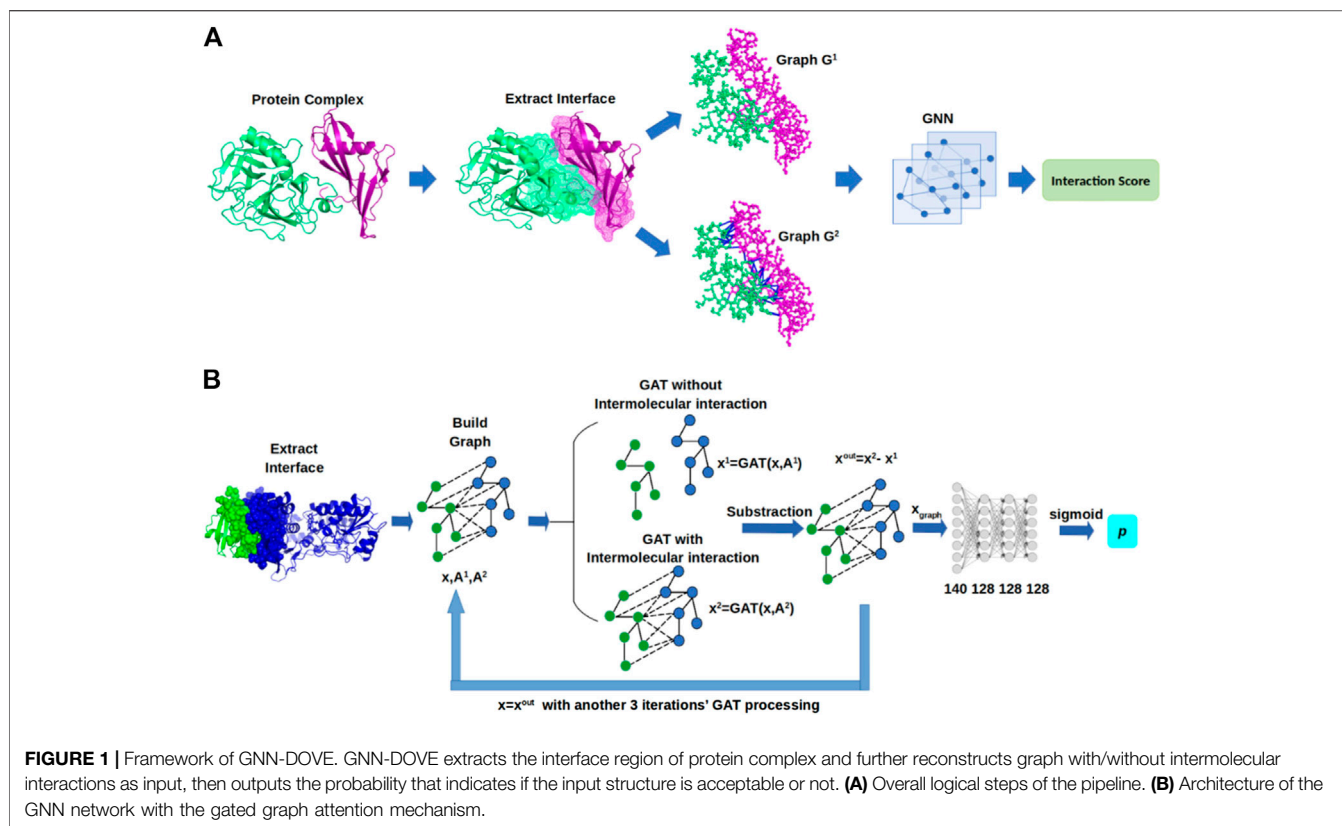 A
Protein Complex
Extract Interface
Graph G¹
GNN
Interaction Score
Graph G²
B
Extract
Interface
Build
Graph
x,A¹,A²
GAT without
Intermolecular interaction
x¹=GAT(x,A¹)
GAT with
Intermolecular interaction
x²=GAT(x,A²)
Substraction
xᵒᵘᵗ=x²- x¹
x_graph
140 128 128 128
sigmoid
p
x=xᵒᵘᵗ with another 3 iterations' GAT processing
FIGURE 1 | Framework of GNN-DOVE. GNN-DOVE extracts the interface region of protein complex and further reconstructs graph with/without intermolecular
interactions as input, then outputs the probability that indicates if the input structure is acceptable or not. (A) Overall logical steps of the pipeline. (B) Architecture of the
GNN network with the gated graph attention mechanism.